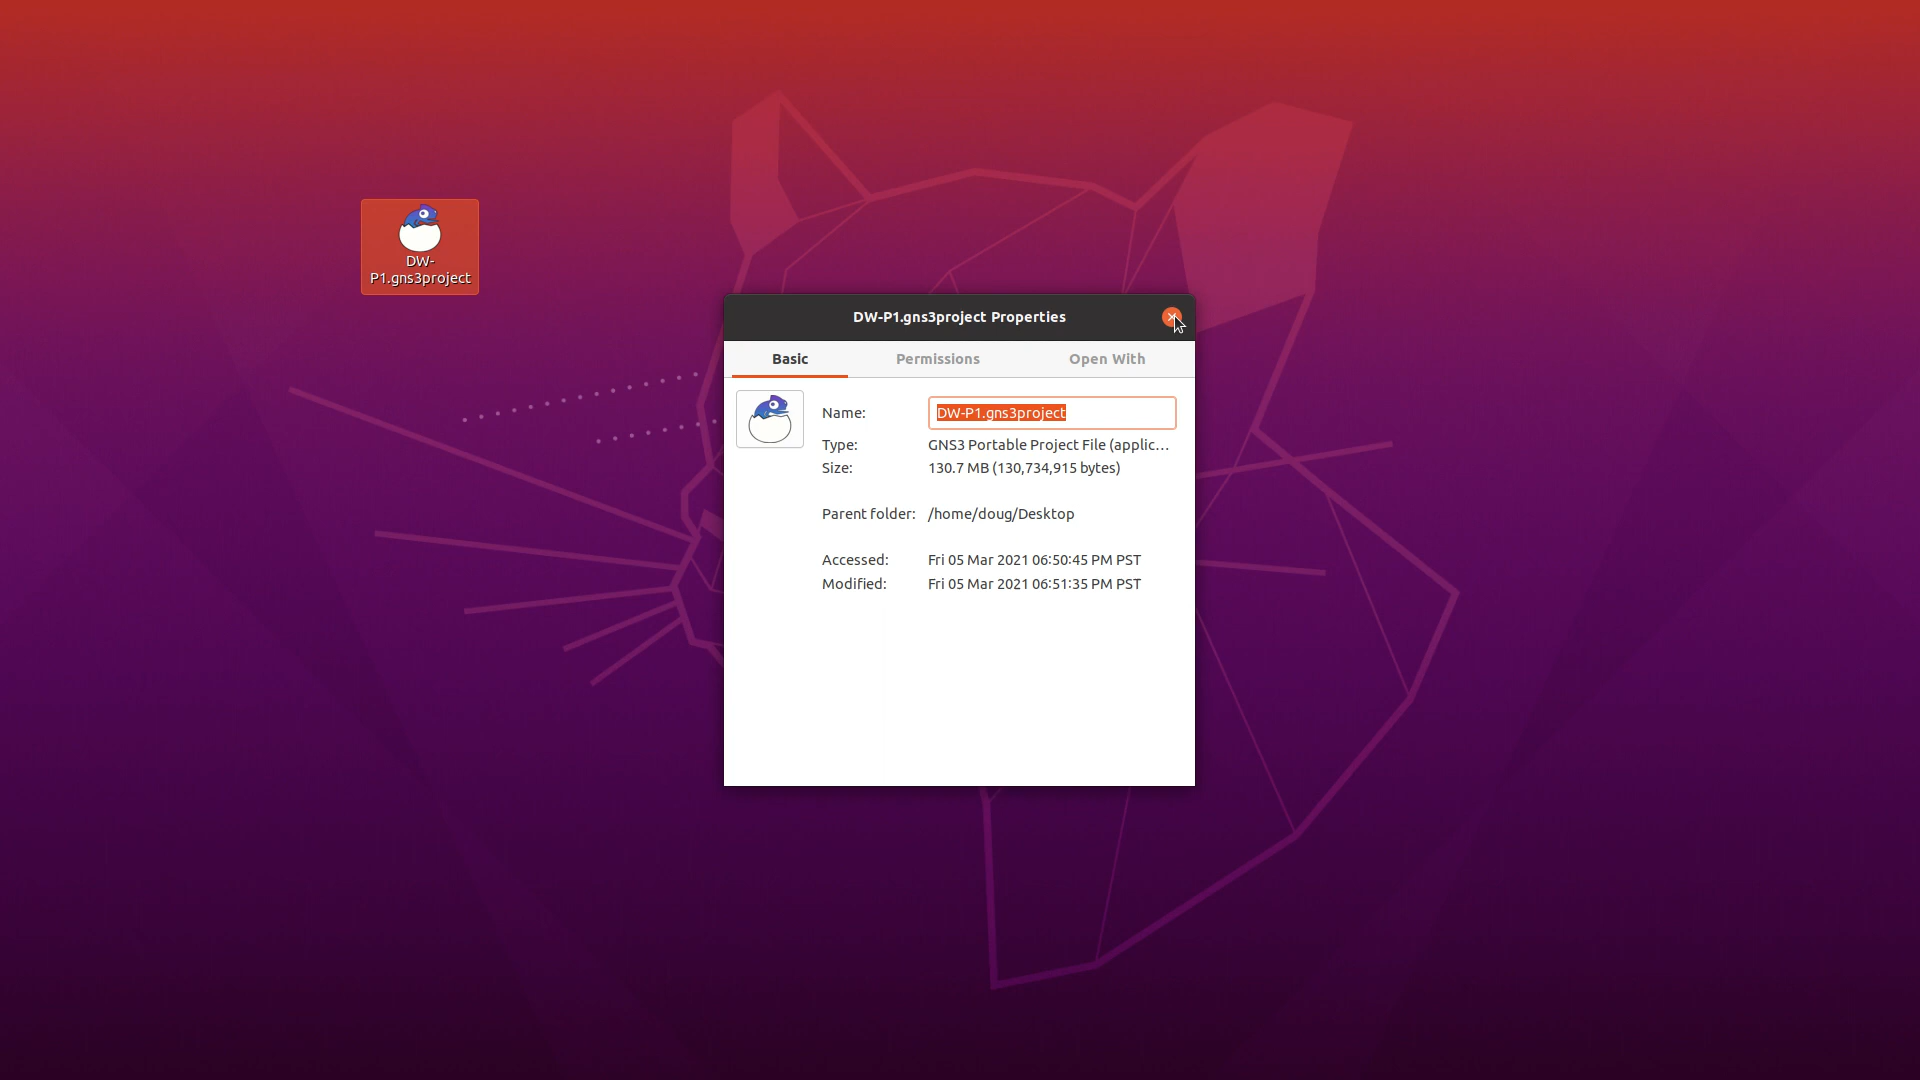 DW-
P1.gns3project
DW-P1.gns3project Properties
Basic Permissions Open With
Name: DW-P1.gns3project
Type: GNS3 Portable Project File (applic...
Size: 130.7 MB (130,734,915 bytes)
Parent folder: /home/doug/Desktop
Accessed: Fri 05 Mar 2021 06:50:45 PM PST
Modified: Fri 05 Mar 2021 06:51:35 PM PST